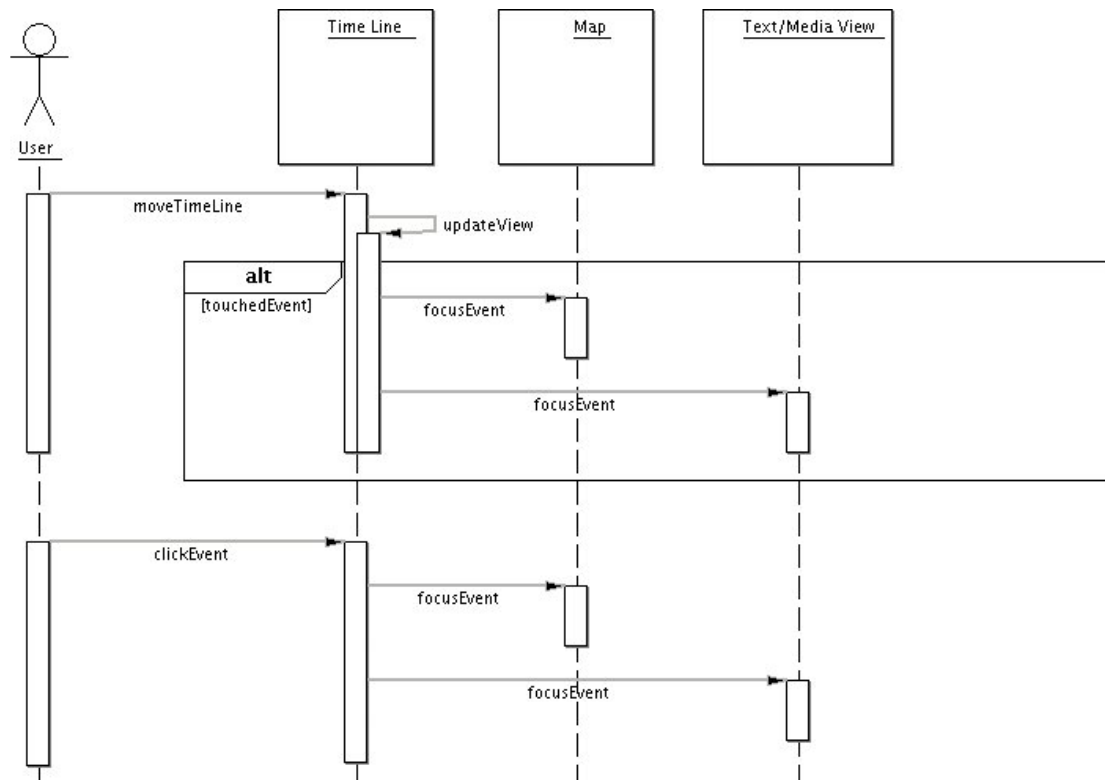 Time Line
Map
Text/Media View
User
moveTimeLine
updateView
alt
[touchedEvent]
focusEvent
focusEvent
clickEvent
focusEvent
focusEvent